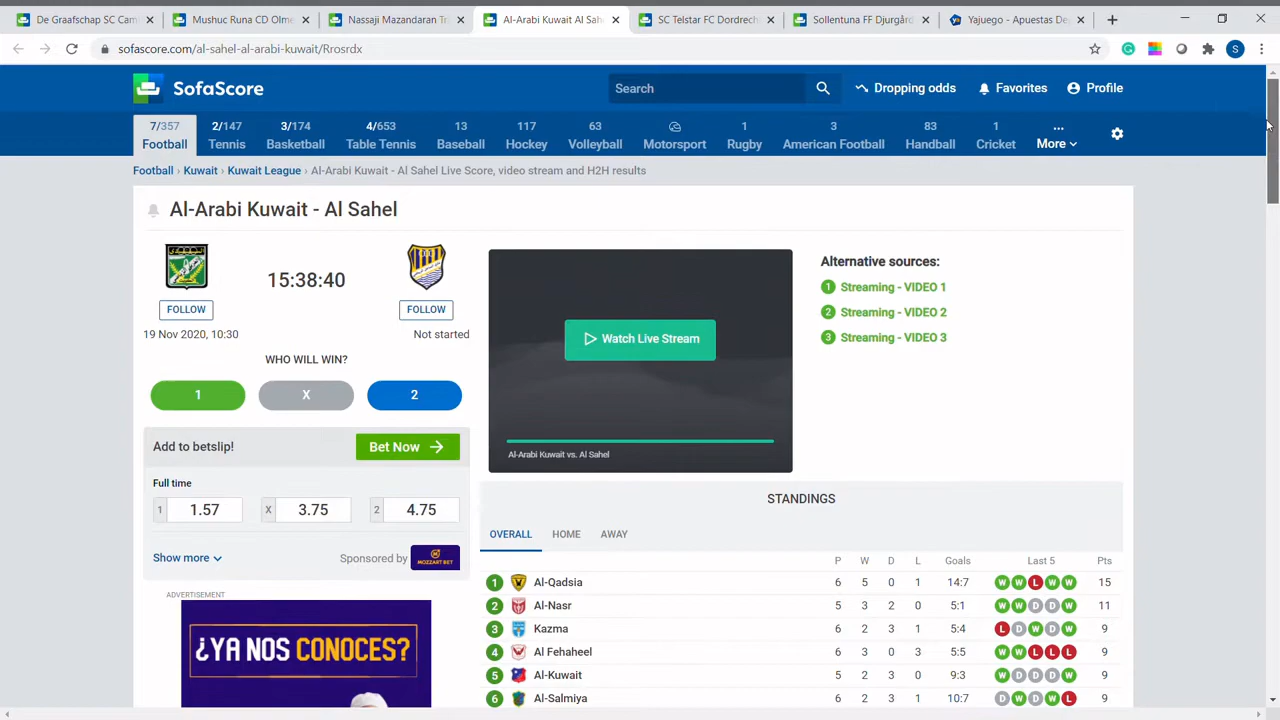 De Graafschap SC Cam
Mushuc Runa CD Olme
Nassaji Mazandaran Tr
Al-Arabi Kuwait Al Sahe
SC Telstar FC Dordrech
Sollentuna FF Djurgård
Yajuego - Apuestas De
sofascore.com/al-sahel-al-arabi-kuwait/Rrosrdx
S
SofaScore
Search
Dropping odds
Favorites
Profile
7/357 2/147 3/174 4/653 13 117 63 1 3 83 1 ...
Football Tennis Basketball Table Tennis Baseball Hockey Volleyball Motorsport Rugby American Football Handball Cricket More
Football › Kuwait › Kuwait League › Al-Arabi Kuwait - Al Sahel Live Score, video stream and H2H results
Al-Arabi Kuwait - Al Sahel
15:38:40
FOLLOW FOLLOW
19 Nov 2020, 10:30 Not started
WHO WILL WIN?
1 X 2
Add to betslip! Bet Now
Full time
1 1.57 X 3.75 2 4.75
Show more Sponsored by MOZZART BET
ADVERTISEMENT
¿YA NOS CONOCES?
Watch Live Stream
Al-Arabi Kuwait vs. Al Sahel
Alternative sources:
1 Streaming - VIDEO 1
2 Streaming - VIDEO 2
3 Streaming - VIDEO 3
STANDINGS
OVERALL HOME AWAY
P W D L Goals Last 5 Pts
1 Al-Qadsia 6 5 0 1 14:7 W W L W W 15
2 Al-Nasr 5 3 2 0 5:1 W W D D W 11
3 Kazma 6 2 3 1 5:4 L D W D W 9
4 Al Fehaheel 6 3 0 3 5:5 W W L L L 9
5 Al-Kuwait 5 2 3 0 9:3 W D D D W 9
6 Al-Salmiya 6 2 3 1 10:7 D W D W L 9